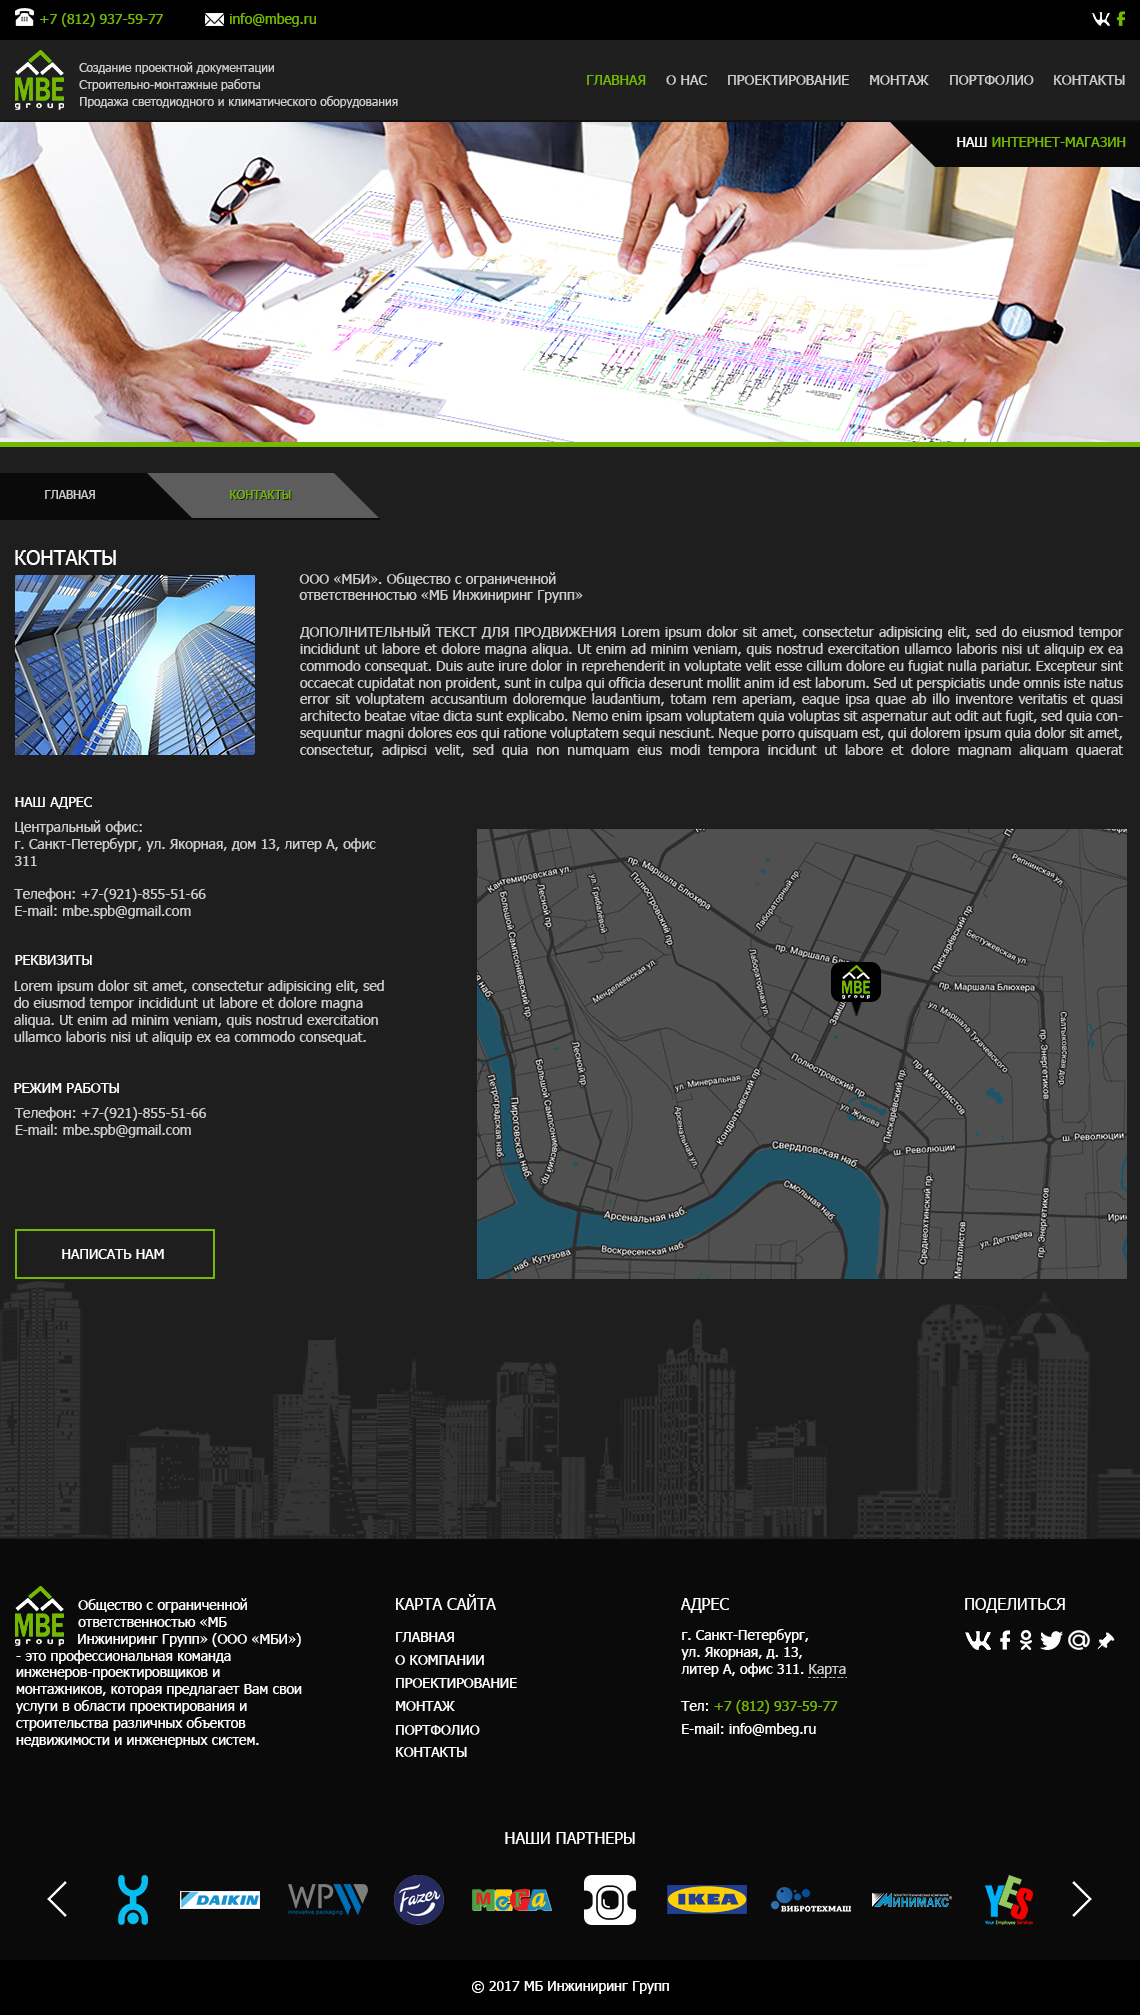 +7 (812) 937-59-77
info@mbeg.ru
MBE
group
Создание проектной документации
Строительно-монтажные работы
Продажа светодиодного и климатического оборудования
ГЛАВНАЯ
О НАС
ПРОЕКТИРОВАНИЕ
МОНТАЖ
ПОРТФОЛИО
КОНТАКТЫ
НАШ ИНТЕРНЕТ-МАГАЗИН
ГЛАВНАЯ
КОНТАКТЫ
КОНТАКТЫ
ООО «МБИ». Общество с ограниченной
ответственностью «МБ Инжиниринг Групп»
ДОПОЛНИТЕЛЬНЫЙ ТЕКСТ ДЛЯ ПРОДВИЖЕНИЯ Lorem ipsum dolor sit amet, consectetur adipisicing elit, sed do eiusmod tempor
incididunt ut labore et dolore magna aliqua. Ut enim ad minim veniam, quis nostrud exercitation ullamco laboris nisi ut aliquip ex ea
commodo consequat. Duis aute irure dolor in reprehenderit in voluptate velit esse cillum dolore eu fugiat nulla pariatur. Excepteur sint
occaecat cupidatat non proident, sunt in culpa qui officia deserunt mollit anim id est laborum. Sed ut perspiciatis unde omnis iste natus
error sit voluptatem accusantium doloremque laudantium, totam rem aperiam, eaque ipsa quae ab illo inventore veritatis et quasi
architecto beatae vitae dicta sunt explicabo. Nemo enim ipsam voluptatem quia voluptas sit aspernatur aut odit aut fugit, sed quia con-
sequuntur magni dolores eos qui ratione voluptatem sequi nesciunt. Neque porro quisquam est, qui dolorem ipsum quia dolor sit amet,
consectetur, adipisci velit, sed quia non numquam eius modi tempora incidunt ut labore et dolore magnam aliquam quaerat
НАШ АДРЕС
Центральный офис:
г. Санкт-Петербург, ул. Якорная, дом 13, литер А, офис
311
Телефон: +7-(921)-855-51-66
E-mail: mbe.spb@gmail.com
РЕКВИЗИТЫ
Lorem ipsum dolor sit amet, consectetur adipisicing elit, sed
do eiusmod tempor incididunt ut labore et dolore magna
aliqua. Ut enim ad minim veniam, quis nostrud exercitation
ullamco laboris nisi ut aliquip ex ea commodo consequat.
РЕЖИМ РАБОТЫ
Телефон: +7-(921)-855-51-66
E-mail: mbe.spb@gmail.com
НАПИСАТЬ НАМ
Кантемировская ул.
Большой Сампсониевский пр.
Лесной пр.
ул. Грибалёвой
пр. Маршала Блюхера
Полюстровский пр.
Лабораторный пр.
Репнинская ул.
Пискарёвский пр.
Бестужевская ул.
Менделеевская ул.
Лабораторная ул.
пр. Маршала Блю
MBE
group
Замш
пр. Маршала Блюхера
ул. Маршала Тухачевского
пр. Энергетиков
Салтыковская дор.
наб.
Петроградская наб.
Пироговская наб.
Большой Сампсониевский пр.
Лесной пр.
ул. Минеральная
Арсенальная ул.
Кондратьевский пр.
Полюстровский пр.
ул. Жукова
Пискарёвский пр.
пр. Металлистов
ш. Революции
ш. Революции
Свердловская наб.
Смольная наб.
Арсенальная наб.
Воскресенская наб.
наб. Кутузова
Среднеохтинский пр.
Металлистов
ул. Дегтярёва
пр. Энергетиков
Ирин
MBE
group
Общество с ограниченной
ответственностью «МБ
Инжиниринг Групп» (ООО «МБИ»)
- это профессиональная команда
инженеров-проектировщиков и
монтажников, которая предлагает Вам свои
услуги в области проектирования и
строительства различных объектов
недвижимости и инженерных систем.
КАРТА САЙТА
ГЛАВНАЯ
О КОМПАНИИ
ПРОЕКТИРОВАНИЕ
МОНТАЖ
ПОРТФОЛИО
КОНТАКТЫ
АДРЕС
г. Санкт-Петербург,
ул. Якорная, д. 13,
литер А, офис 311. Карта
Тел: +7 (812) 937-59-77
E-mail: info@mbeg.ru
ПОДЕЛИТЬСЯ
НАШИ ПАРТНЕРЫ
DAIKIN
WPW
innovative packaging
Fazer
МЕГА
IKEA
ВИБРОТЕХМАШ
МИНИМАКС
YES
Your Employee Services
© 2017 МБ Инжиниринг Групп